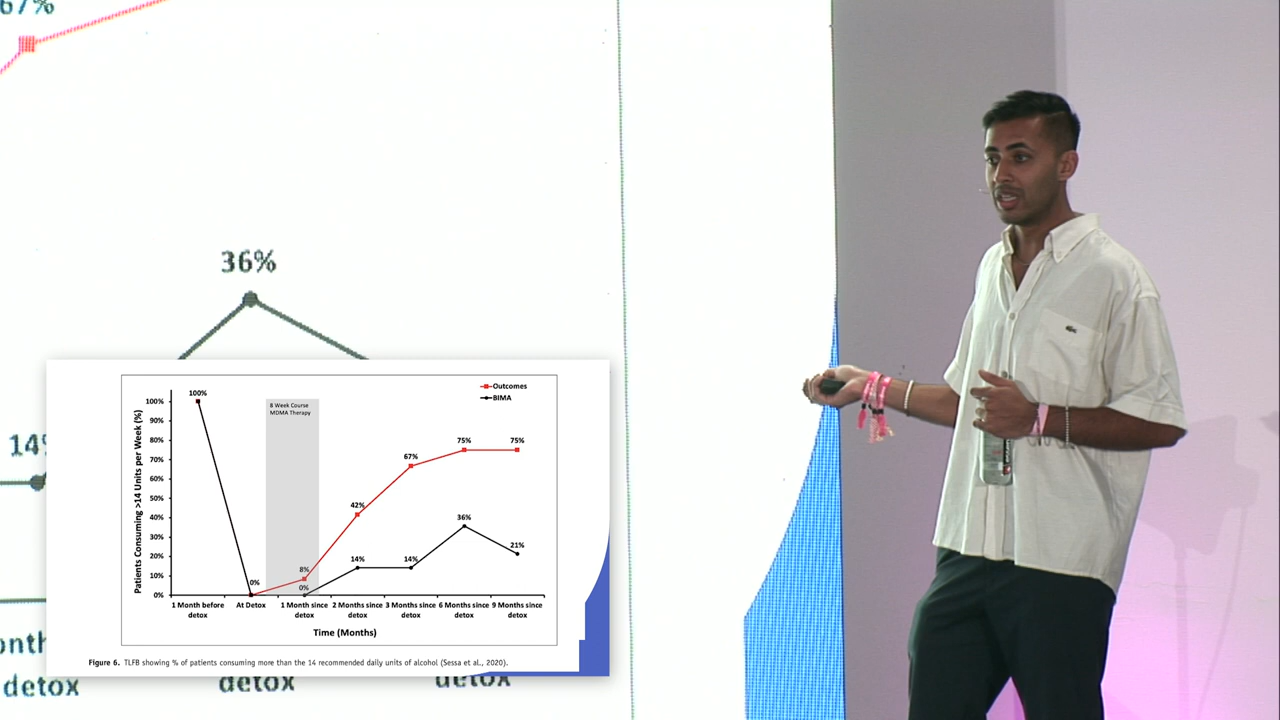 67%
36%
14%
detox
detox
detox
100%
Outcomes
BIMA
8 Week Course
MDMA Therapy
Patients Consuming >14 Units per Week (%)
100%
90%
80%
70%
60%
50%
40%
30%
20%
10%
0%
0%
8%
0%
42%
14%
67%
14%
75%
36%
75%
21%
1 Month before
detox
At Detox
1 Month since
detox
2 Months since
detox
3 Months since
detox
6 Month since
detox
9 Month since
detox
Time (Months)
Figure 6. TLFB showing % of patients consuming more than the 14 recommended daily units of alcohol (Sessa et al., 2020).